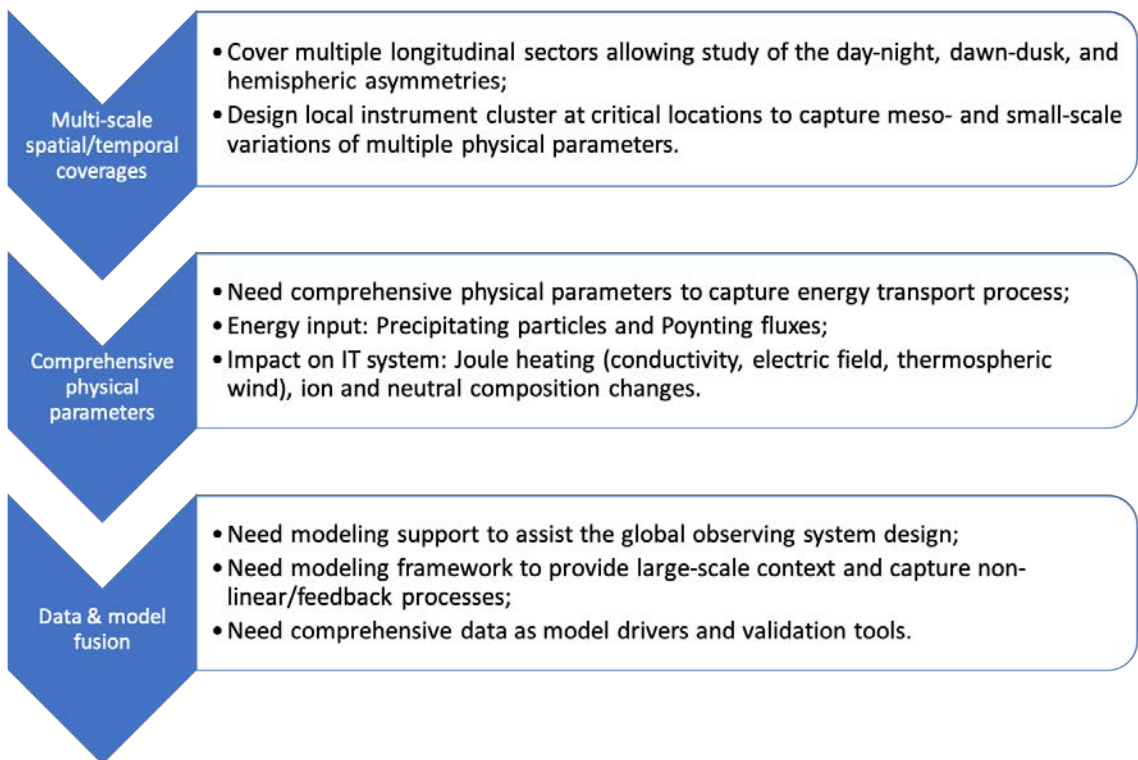 Multi-scale
spatial/temporal
coverages
• Cover multiple longitudinal sectors allowing study of the day-night, dawn-dusk, and
hemispheric asymmetries;
• Design local instrument cluster at critical locations to capture meso- and small-scale
variations of multiple physical parameters.
Comprehensive
physical
parameters
• Need comprehensive physical parameters to capture energy transport process;
• Energy input: Precipitating particles and Poynting fluxes;
• Impact on IT system: Joule heating (conductivity, electric field, thermospheric
wind), ion and neutral composition changes.
Data & model
fusion
• Need modeling support to assist the global observing system design;
• Need modeling framework to provide large-scale context and capture non-
linear/feedback processes;
• Need comprehensive data as model drivers and validation tools.